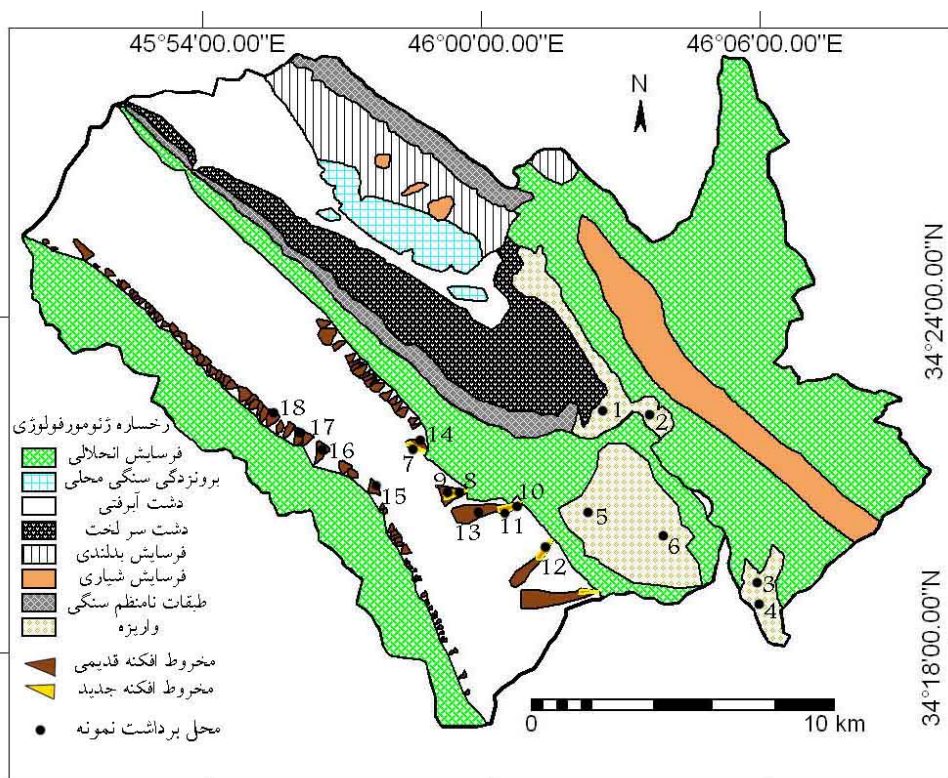 45°54'00.00"E
46°00'00.00"E
46°06'00.00"E
N
34°24'00.00"N
34°18'00.00"N
1
2
3
4
5
6
7
8
9
10
11
12
13
14
15
16
17
18
رخساره ژئومورفولوژی
فرسایش انحلالی
برونزدگی سنگی محلی
دشت آبرفتی
دشت سر لخت
فرسایش بدلندی
فرسایش شیاری
طبقات نامنظم سنگی
واریزه
مخروط افکنه قدیمی
مخروط افکنه جدید
محل برداشت نمونه
0
10 km